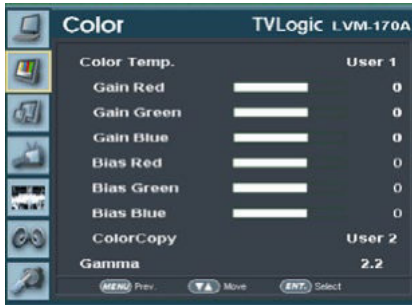 Color TVLogic LVM-170A
Color Temp. User 1
Gain Red 0
Gain Green 0
Gain Blue 0
Bias Red 0
Bias Green 0
Bias Blue 0
ColorCopy User 2
Gamma 2.2
MENU Prev. ▼▲ Move ENT. Select